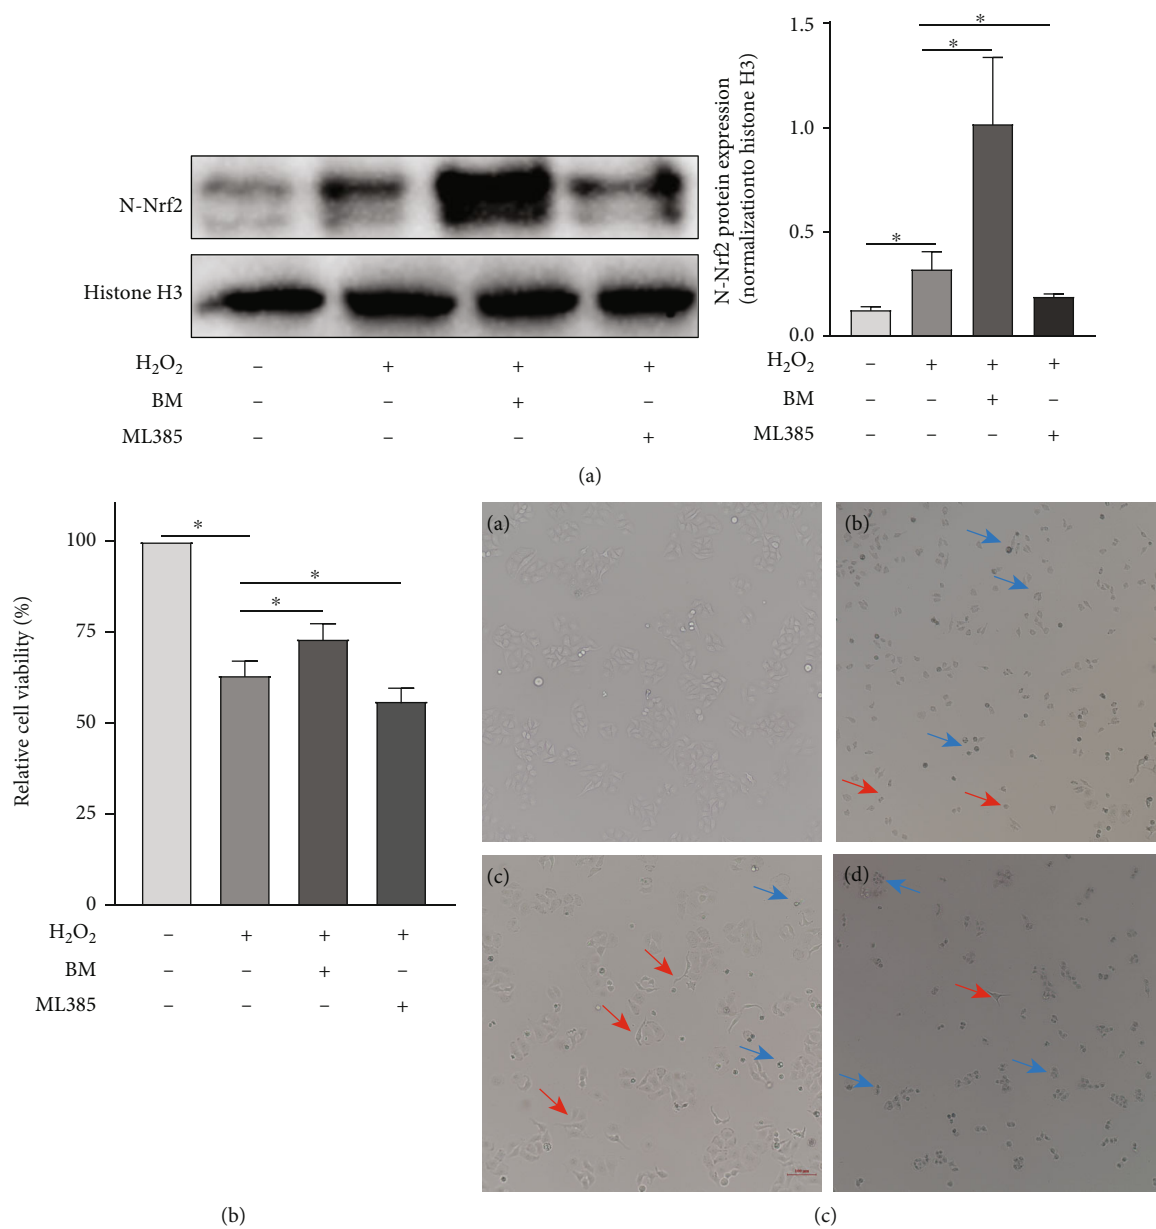 N-Nrf2
Histone H3
H₂O₂ – + + +
BM – – + –
ML385 – – – +
N-Nrf2 protein expression
(normalizationto histone H3)
1.5
1.0
0.5
0.0
*
*
*
H₂O₂ – + + +
BM – – + –
ML385 – – – +
(a)
Relative cell viability (%)
100
75
50
25
0
*
*
*
H₂O₂ – + + +
BM – – + –
ML385 – – – +
(b)
(a)
(b)
(c)
(d)
(c)